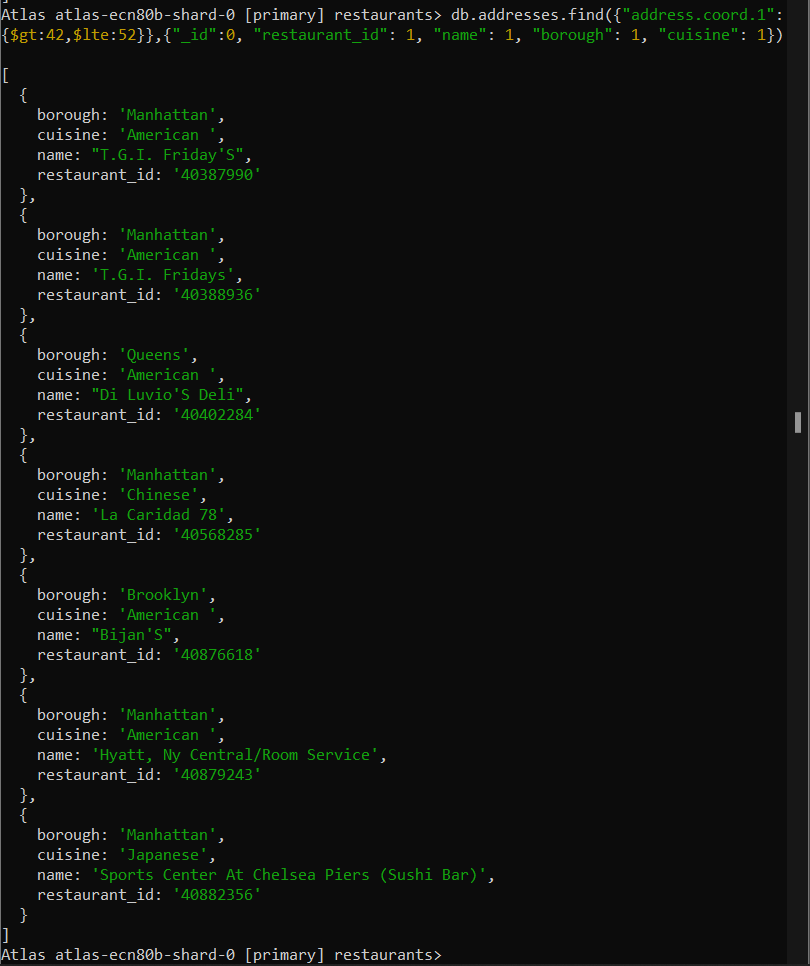 Atlas atlas-ecn80b-shard-0 [primary] restaurants> db.addresses.find({"address.coord.1":
{$gt:42,$lte:52}},{"_id":0, "restaurant_id": 1, "name": 1, "borough": 1, "cuisine": 1})
[
  {
    borough: 'Manhattan',
    cuisine: 'American ',
    name: "T.G.I. Friday'S",
    restaurant_id: '40387990'
  },
  {
    borough: 'Manhattan',
    cuisine: 'American ',
    name: 'T.G.I. Fridays',
    restaurant_id: '40388936'
  },
  {
    borough: 'Queens',
    cuisine: 'American ',
    name: "Di Luvio'S Deli",
    restaurant_id: '40402284'
  },
  {
    borough: 'Manhattan',
    cuisine: 'Chinese',
    name: 'La Caridad 78',
    restaurant_id: '40568285'
  },
  {
    borough: 'Brooklyn',
    cuisine: 'American ',
    name: "Bijan'S",
    restaurant_id: '40876618'
  },
  {
    borough: 'Manhattan',
    cuisine: 'American ',
    name: 'Hyatt, Ny Central/Room Service',
    restaurant_id: '40879243'
  },
  {
    borough: 'Manhattan',
    cuisine: 'Japanese',
    name: 'Sports Center At Chelsea Piers (Sushi Bar)',
    restaurant_id: '40882356'
  }
]
Atlas atlas-ecn80b-shard-0 [primary] restaurants>